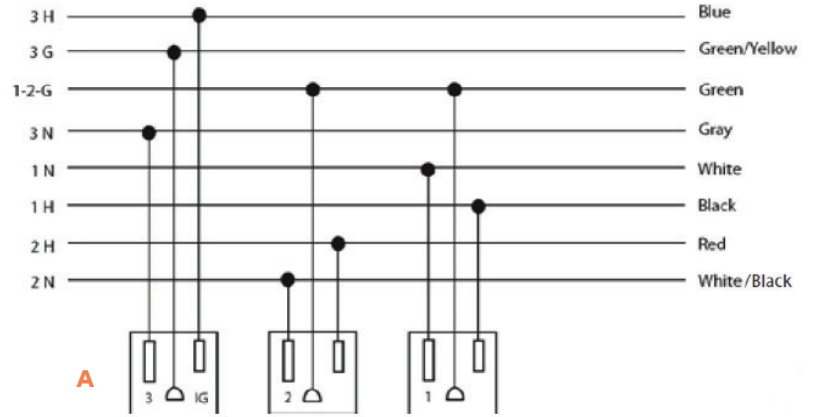 3 H Blue
3 G Green/Yellow
1-2-G Green
3 N Gray
1 N White
1 H Black
2 H Red
2 N White/Black
A 3 IG 2 1